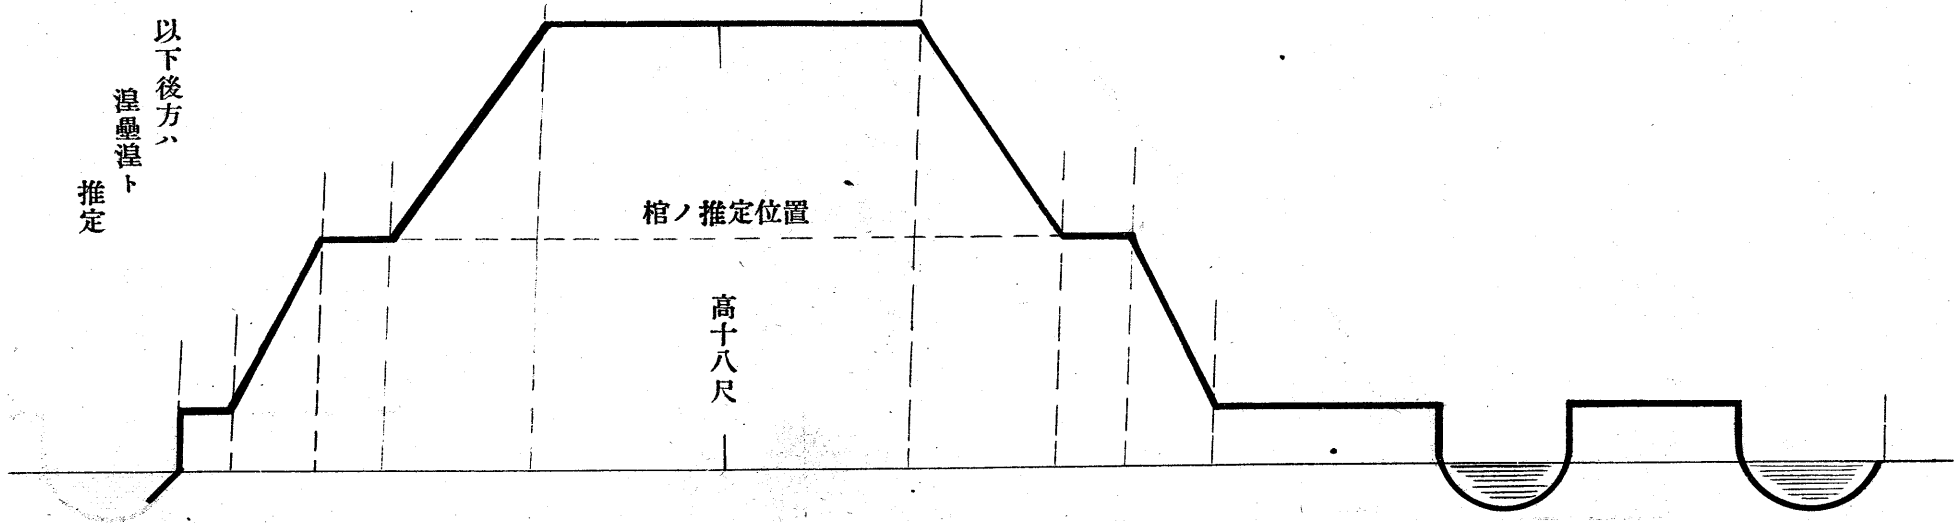 以下後方ハ
湟壘湟ト
推定
棺ノ推定位置
高十八尺